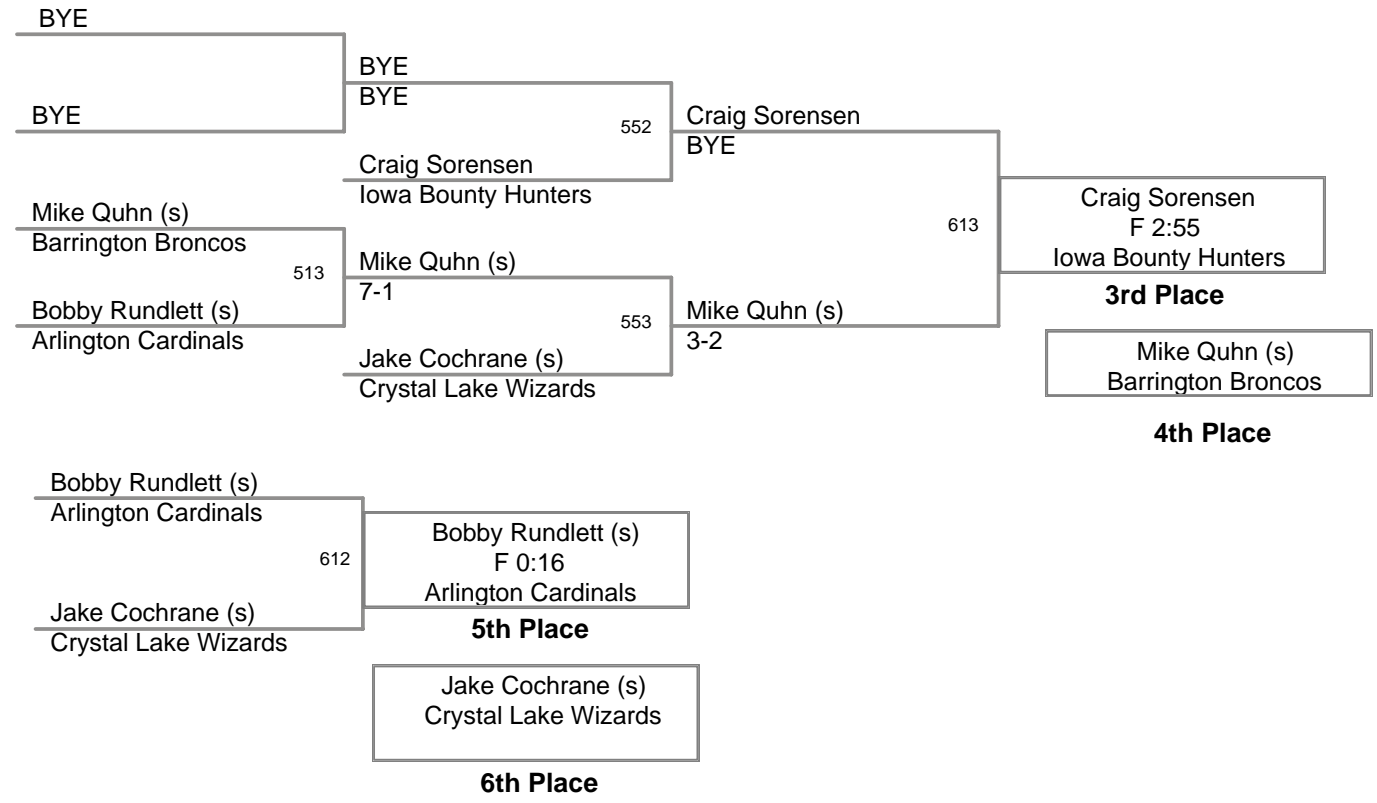 BYE
BYE
BYE
BYE
552
Craig Sorensen
Iowa Bounty Hunters
Craig Sorensen
BYE
Mike Quhn (s)
Barrington Broncos
513
Bobby Rundlett (s)
Arlington Cardinals
Mike Quhn (s)
7-1
553
Jake Cochrane (s)
Crystal Lake Wizards
Mike Quhn (s)
3-2
613
Craig Sorensen
F 2:55
Iowa Bounty Hunters
3rd Place
Mike Quhn (s)
Barrington Broncos
4th Place
Bobby Rundlett (s)
Arlington Cardinals
612
Jake Cochrane (s)
Crystal Lake Wizards
Bobby Rundlett (s)
F 0:16
Arlington Cardinals
5th Place
Jake Cochrane (s)
Crystal Lake Wizards
6th Place